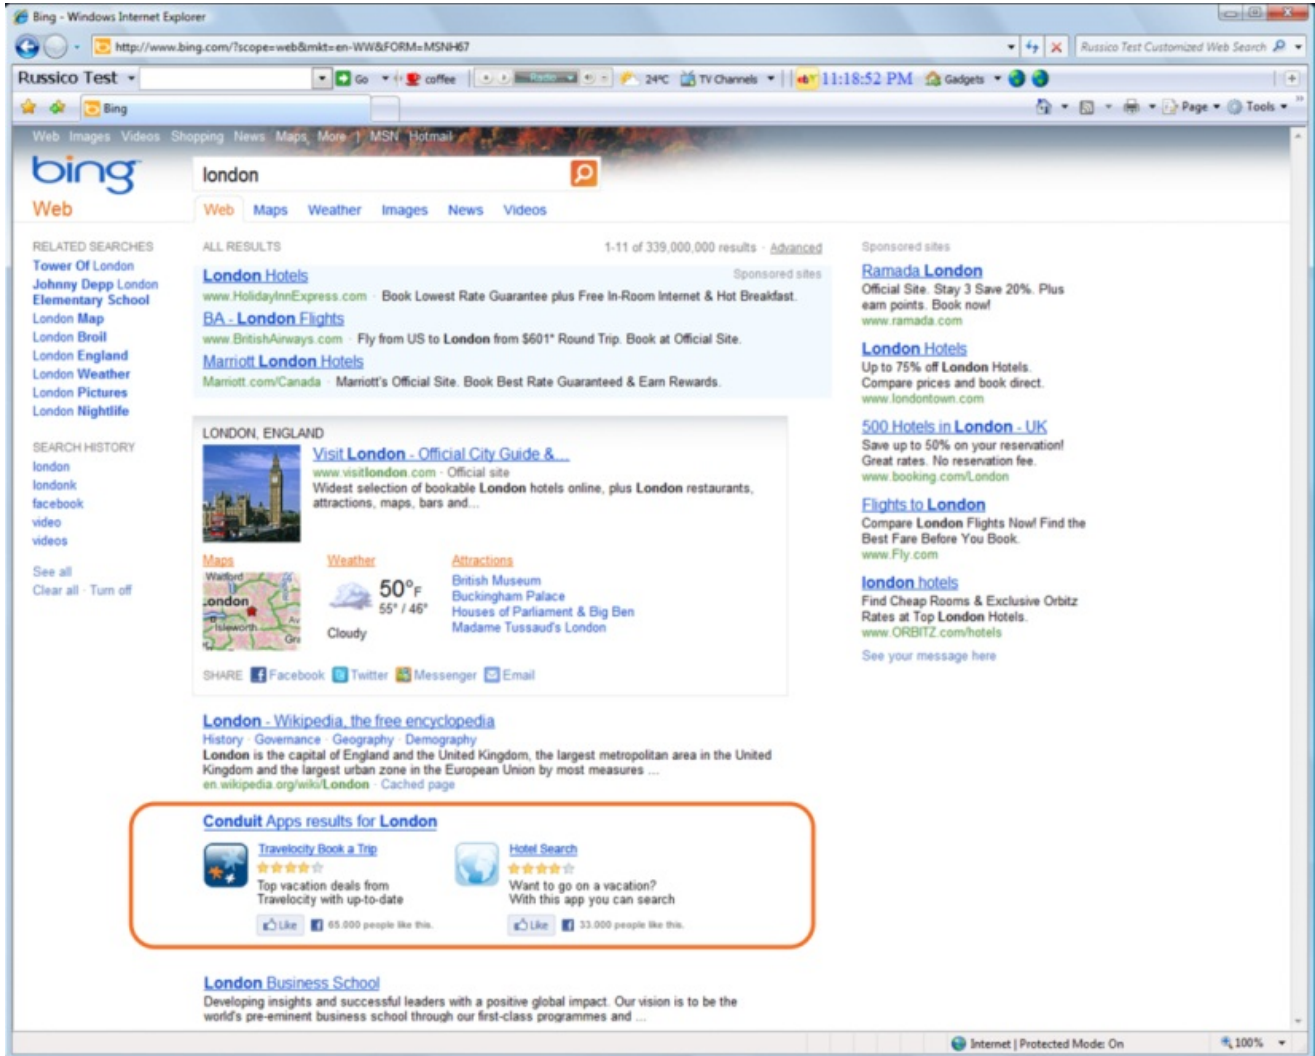 Bing - Windows Internet Explorer
http://www.bing.com/?scope=web&mkt=en-WW&FORM=MSNH67
Russico Test Customized Web Search
Russico Test
Go
coffee
Radio
24°C
TV Channels
11:18:52 PM
Gadgets
Bing
Page
Tools
Web Images Videos Shopping News Maps More | MSN Hotmail
bing
london
Web
Web Maps Weather Images News Videos
RELATED SEARCHES
Tower Of London
Johnny Depp London
Elementary School
London Map
London Broil
London England
London Weather
London Pictures
London Nightlife
SEARCH HISTORY
london
londonk
facebook
video
videos
See all
Clear all · Turn off
ALL RESULTS
1-11 of 339,000,000 results · Advanced
London Hotels
Sponsored sites
www.HolidayInnExpress.com · Book Lowest Rate Guarantee plus Free In-Room Internet & Hot Breakfast.
BA - London Flights
www.BritishAirways.com · Fly from US to London from $601* Round Trip. Book at Official Site.
Marriott London Hotels
Marriott.com/Canada · Marriott's Official Site. Book Best Rate Guaranteed & Earn Rewards.
LONDON, ENGLAND
Visit London - Official City Guide &...
www.visitlondon.com · Official site
Widest selection of bookable London hotels online, plus London restaurants,
attractions, maps, bars and...
Maps
Watford
London
Isleworth
Weather
50°F
55° / 46°
Cloudy
Attractions
British Museum
Buckingham Palace
Houses of Parliament & Big Ben
Madame Tussaud's London
SHARE Facebook Twitter Messenger Email
London - Wikipedia, the free encyclopedia
History · Governance · Geography · Demography
London is the capital of England and the United Kingdom, the largest metropolitan area in the United
Kingdom and the largest urban zone in the European Union by most measures ...
en.wikipedia.org/wiki/London · Cached page
Conduit Apps results for London
Travelocity Book a Trip
Top vacation deals from
Travelocity with up-to-date
Like 65.000 people like this.
Hotel Search
Want to go on a vacation?
With this app you can search
Like 33.000 people like this.
London Business School
Developing insights and successful leaders with a positive global impact. Our vision is to be the
world's pre-eminent business school through our first-class programmes and ...
Sponsored sites
Ramada London
Official Site. Stay 3 Save 20%. Plus
earn points. Book now!
www.ramada.com
London Hotels
Up to 75% off London Hotels.
Compare prices and book direct.
www.londontown.com
500 Hotels in London - UK
Save up to 50% on your reservation!
Great rates. No reservation fee.
www.booking.com/London
Flights to London
Compare London Flights Now! Find the
Best Fare Before You Book.
www.Fly.com
london hotels
Find Cheap Rooms & Exclusive Orbitz
Rates at Top London Hotels.
www.ORBITZ.com/hotels
See your message here
Internet | Protected Mode: On
100%